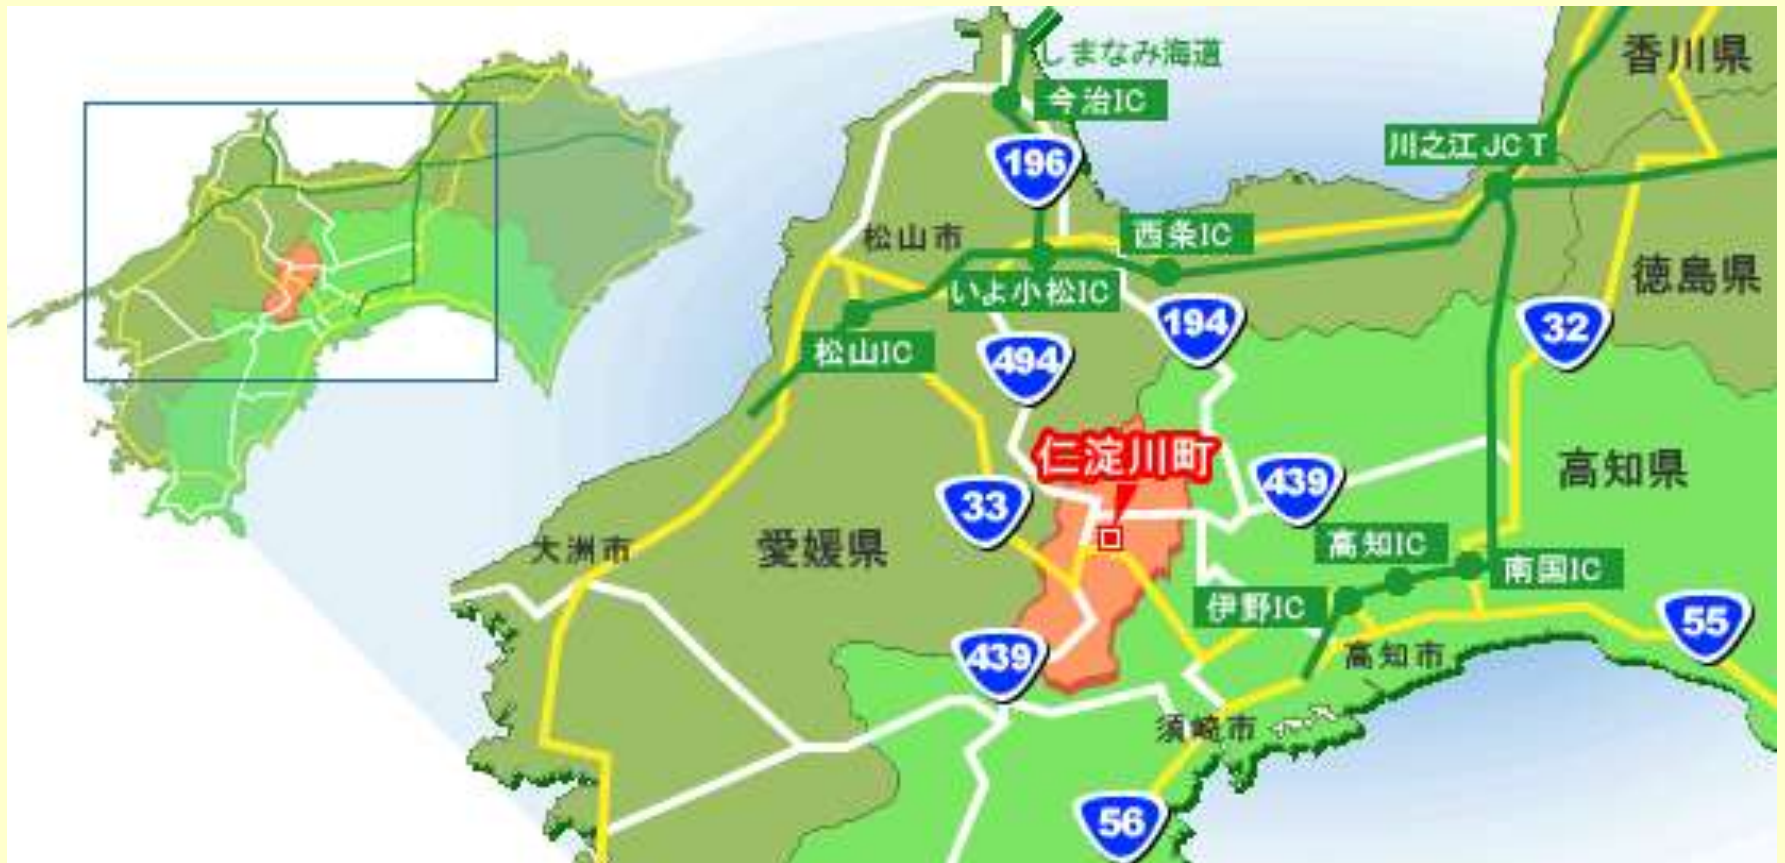 しまなみ海道
香川県
今治IC
川之江JCT
196
松山市
西条IC
徳島県
いよ小松IC
194
32
松山IC
494
仁淀川町
高知県
439
33
大洲市
愛媛県
高知IC
南国IC
伊野IC
55
439
高知市
須崎市
56